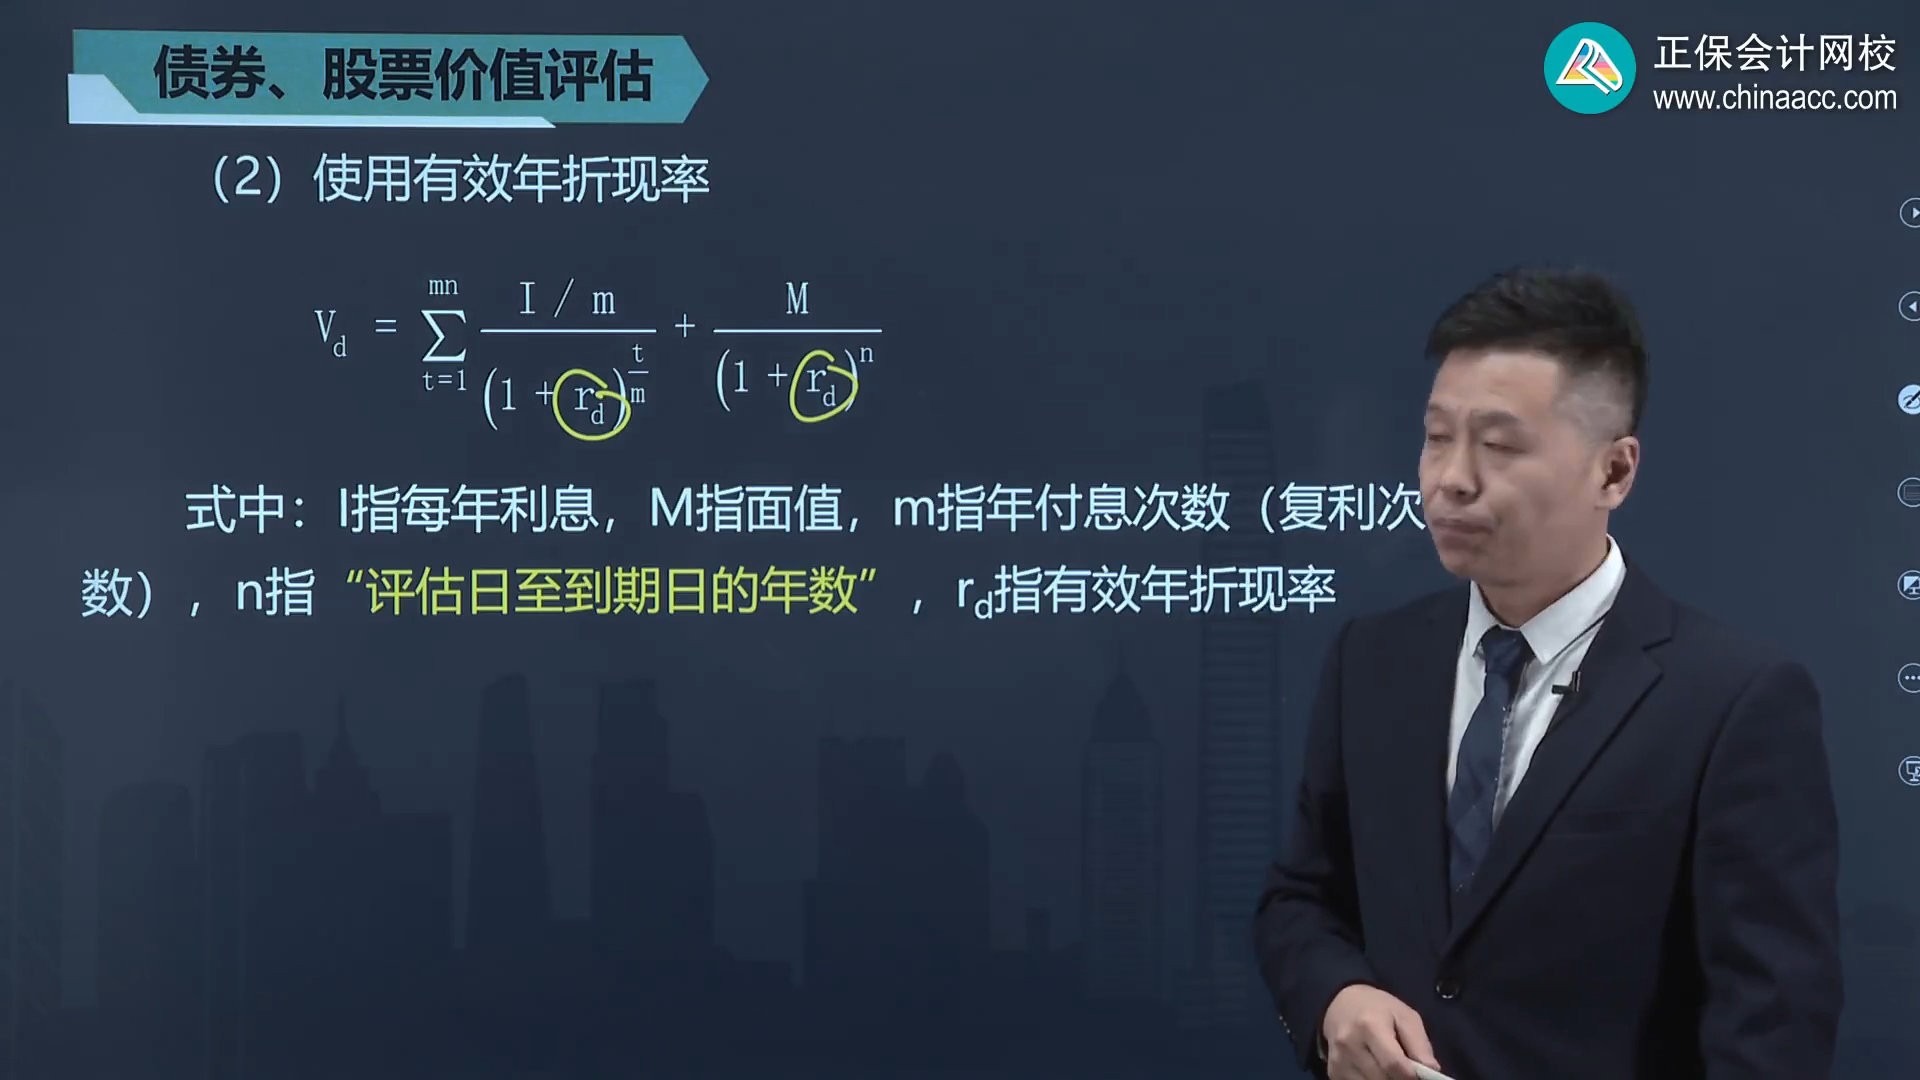 债券、股票价值评估
正保会计网校
www.chinaacc.com
（2）使用有效年折现率
V_d = \sum_{t=1}^{mn} \frac{I / m}{(1 + r_d)^{\frac{t}{m}}} + \frac{M}{(1 + r_d)^n}
式中：I指每年利息，M指面值，m指年付息次数（复利次
数），n指“评估日至到期日的年数”，r_d指有效年折现率